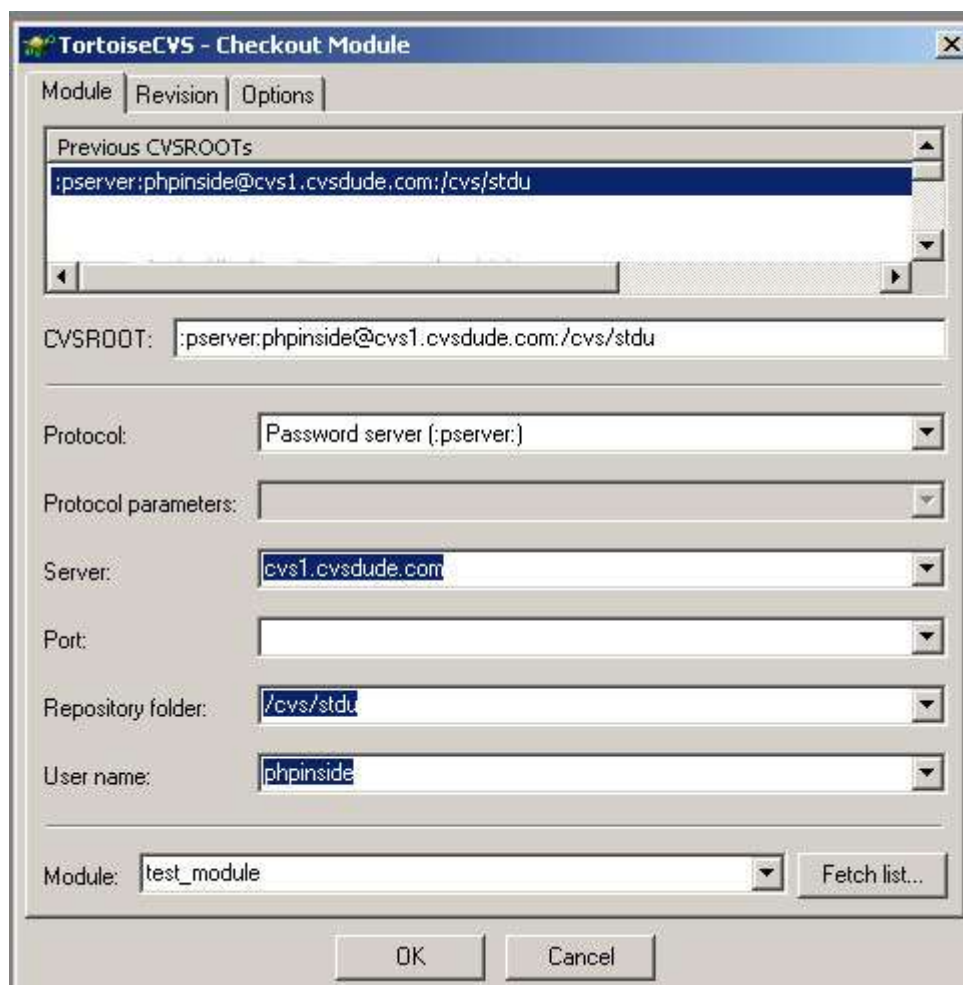 TortoiseCVS - Checkout Module
Module Revision Options
Previous CVSROOTs
:pserver:phpinside@cvs1.cvsdude.com:/cvs/stdu
CVSROOT: :pserver:phpinside@cvs1.cvsdude.com:/cvs/stdu
Protocol: Password server (:pserver:)
Protocol parameters:
Server: cvs1.cvsdude.com
Port:
Repository folder: /cvs/stdu
User name: phpinside
Module: test_module Fetch list...
OK Cancel